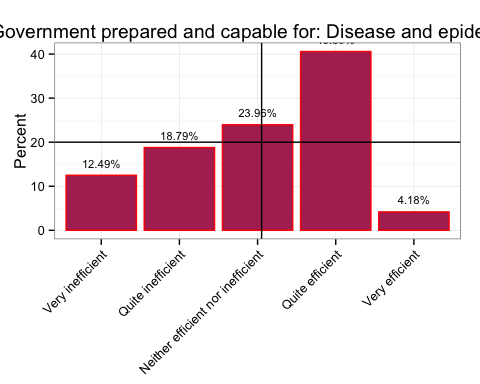 Government prepared and capable for: Disease and epide
Percent
40
30
20
10
0
12.49%
18.79%
23.96%
4.18%
Very inefficient
Quite inefficient
Neither efficient nor inefficient
Quite efficient
Very efficient